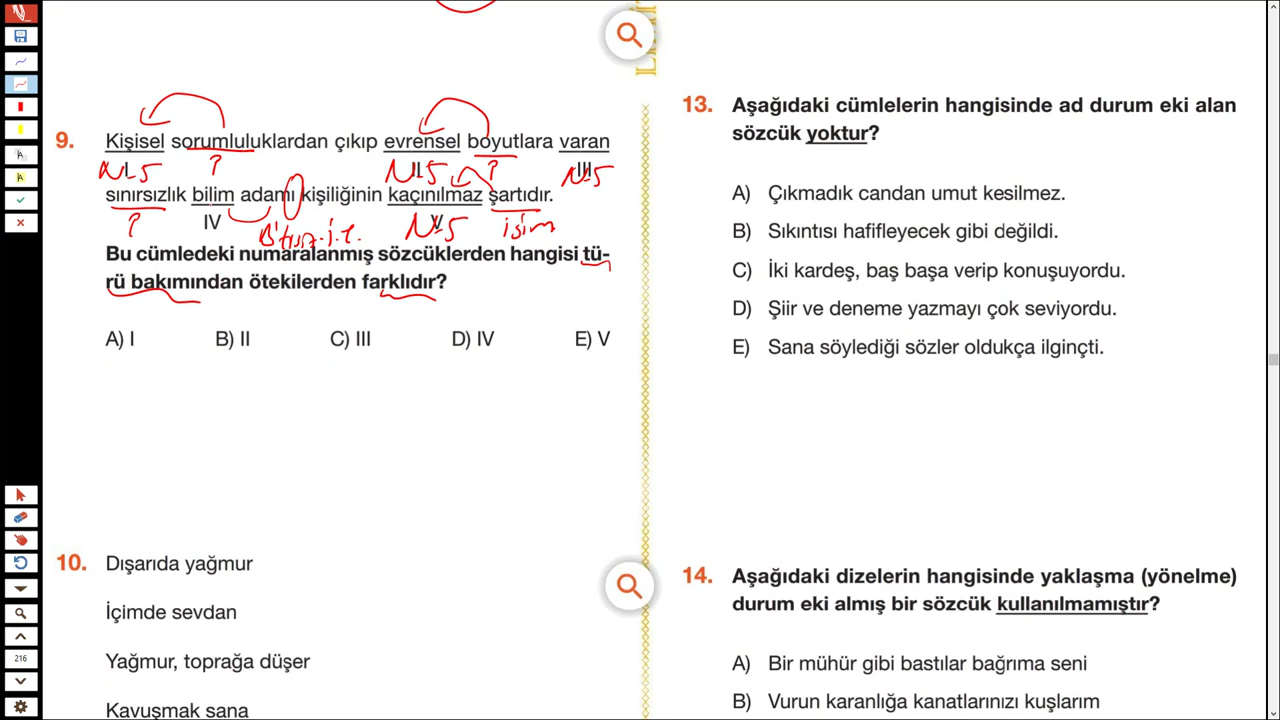 9. Kişisel sorumluluklardan çıkıp evrensel boyutlara varan
I II III
N.S ? N.S ? N.S
sınırsızlık bilim adamı kişiliğinin kaçınılmaz şartıdır.
IV V
? B'tısız.i.t. N.S isim
Bu cümledeki numaralanmış sözcüklerden hangisi tü-
rü bakımından ötekilerden farklıdır?
A) I B) II C) III D) IV E) V
10. Dışarıda yağmur
İçimde sevdan
Yağmur, toprağa düşer
Kavuşmak sana
13. Aşağıdaki cümlelerin hangisinde ad durum eki alan
sözcük yoktur?
A) Çıkmadık candan umut kesilmez.
B) Sıkıntısı hafifleyecek gibi değildi.
C) İki kardeş, baş başa verip konuşuyordu.
D) Şiir ve deneme yazmayı çok seviyordu.
E) Sana söylediği sözler oldukça ilginçti.
14. Aşağıdaki dizelerin hangisinde yaklaşma (yönelme)
durum eki almış bir sözcük kullanılmamıştır?
A) Bir mühür gibi bastılar bağrıma seni
B) Vurun karanlığa kanatlarınızı kuşlarım
216